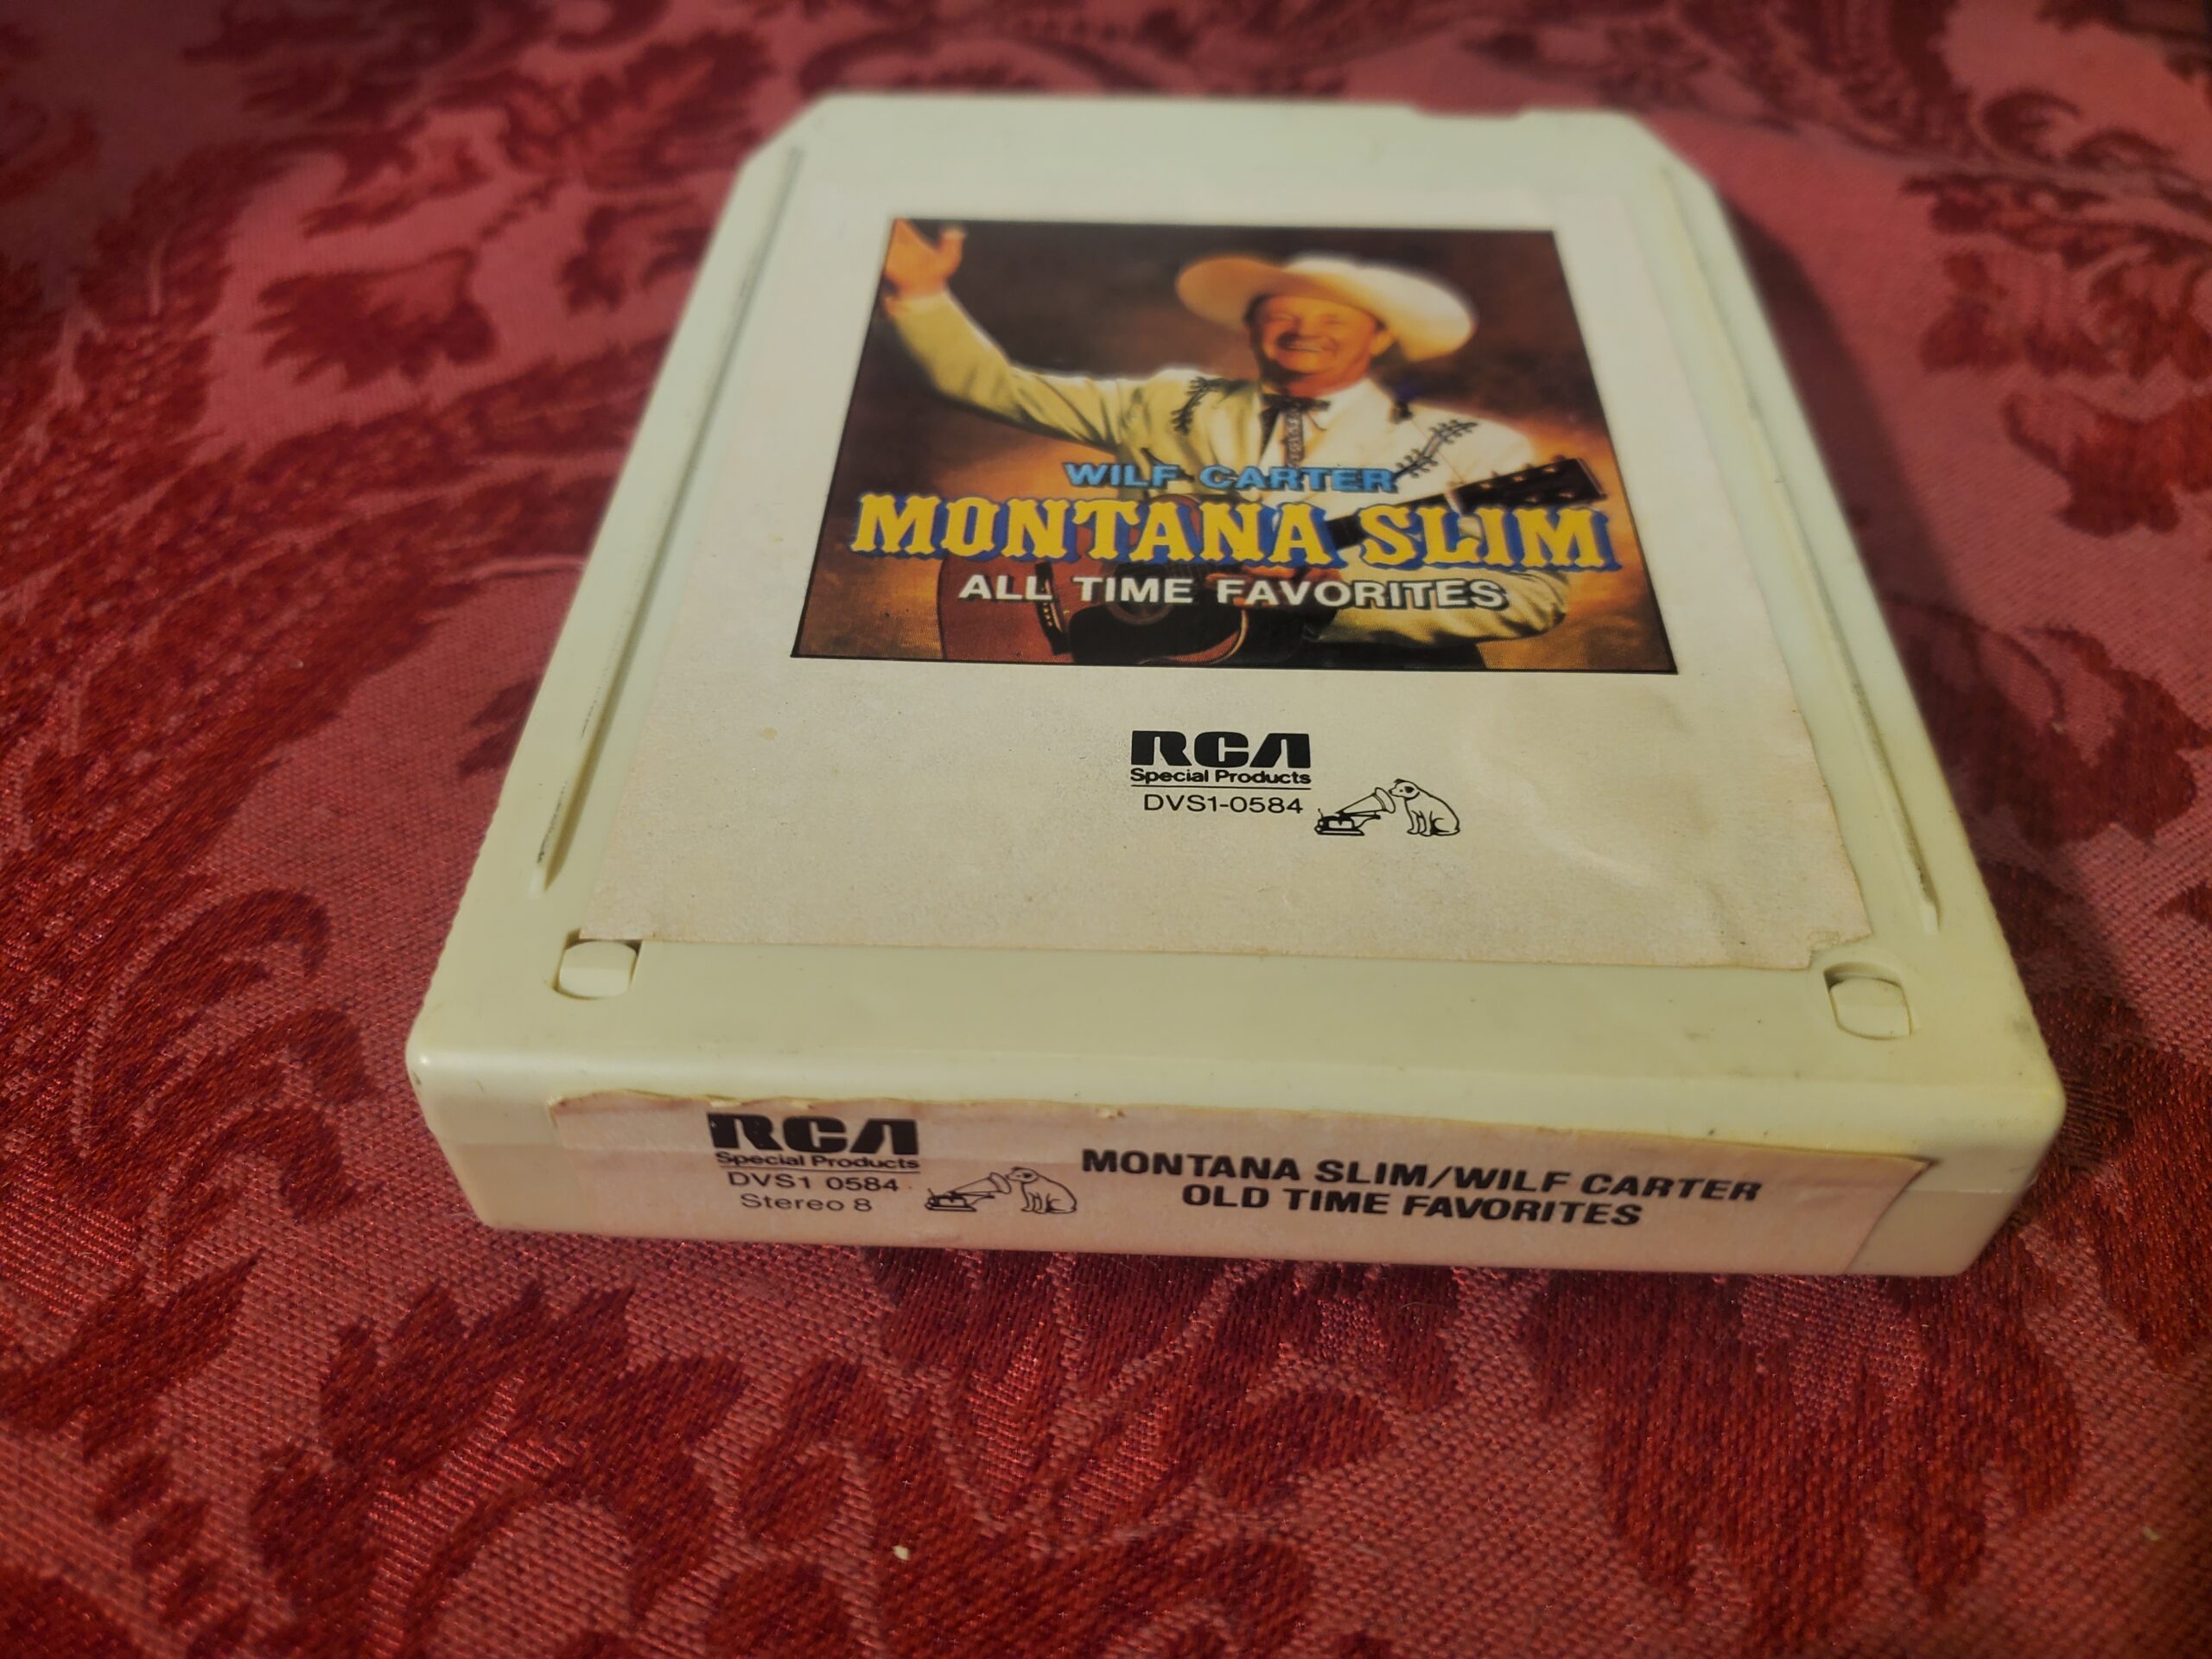 WILF CARTER
MONTANA SLIM
ALL TIME FAVORITES
RCA
Special Products
DVS1-0584
RCA
Special Products
DVS1 0584
Stereo 8
MONTANA SLIM/WILF CARTER
OLD TIME FAVORITES